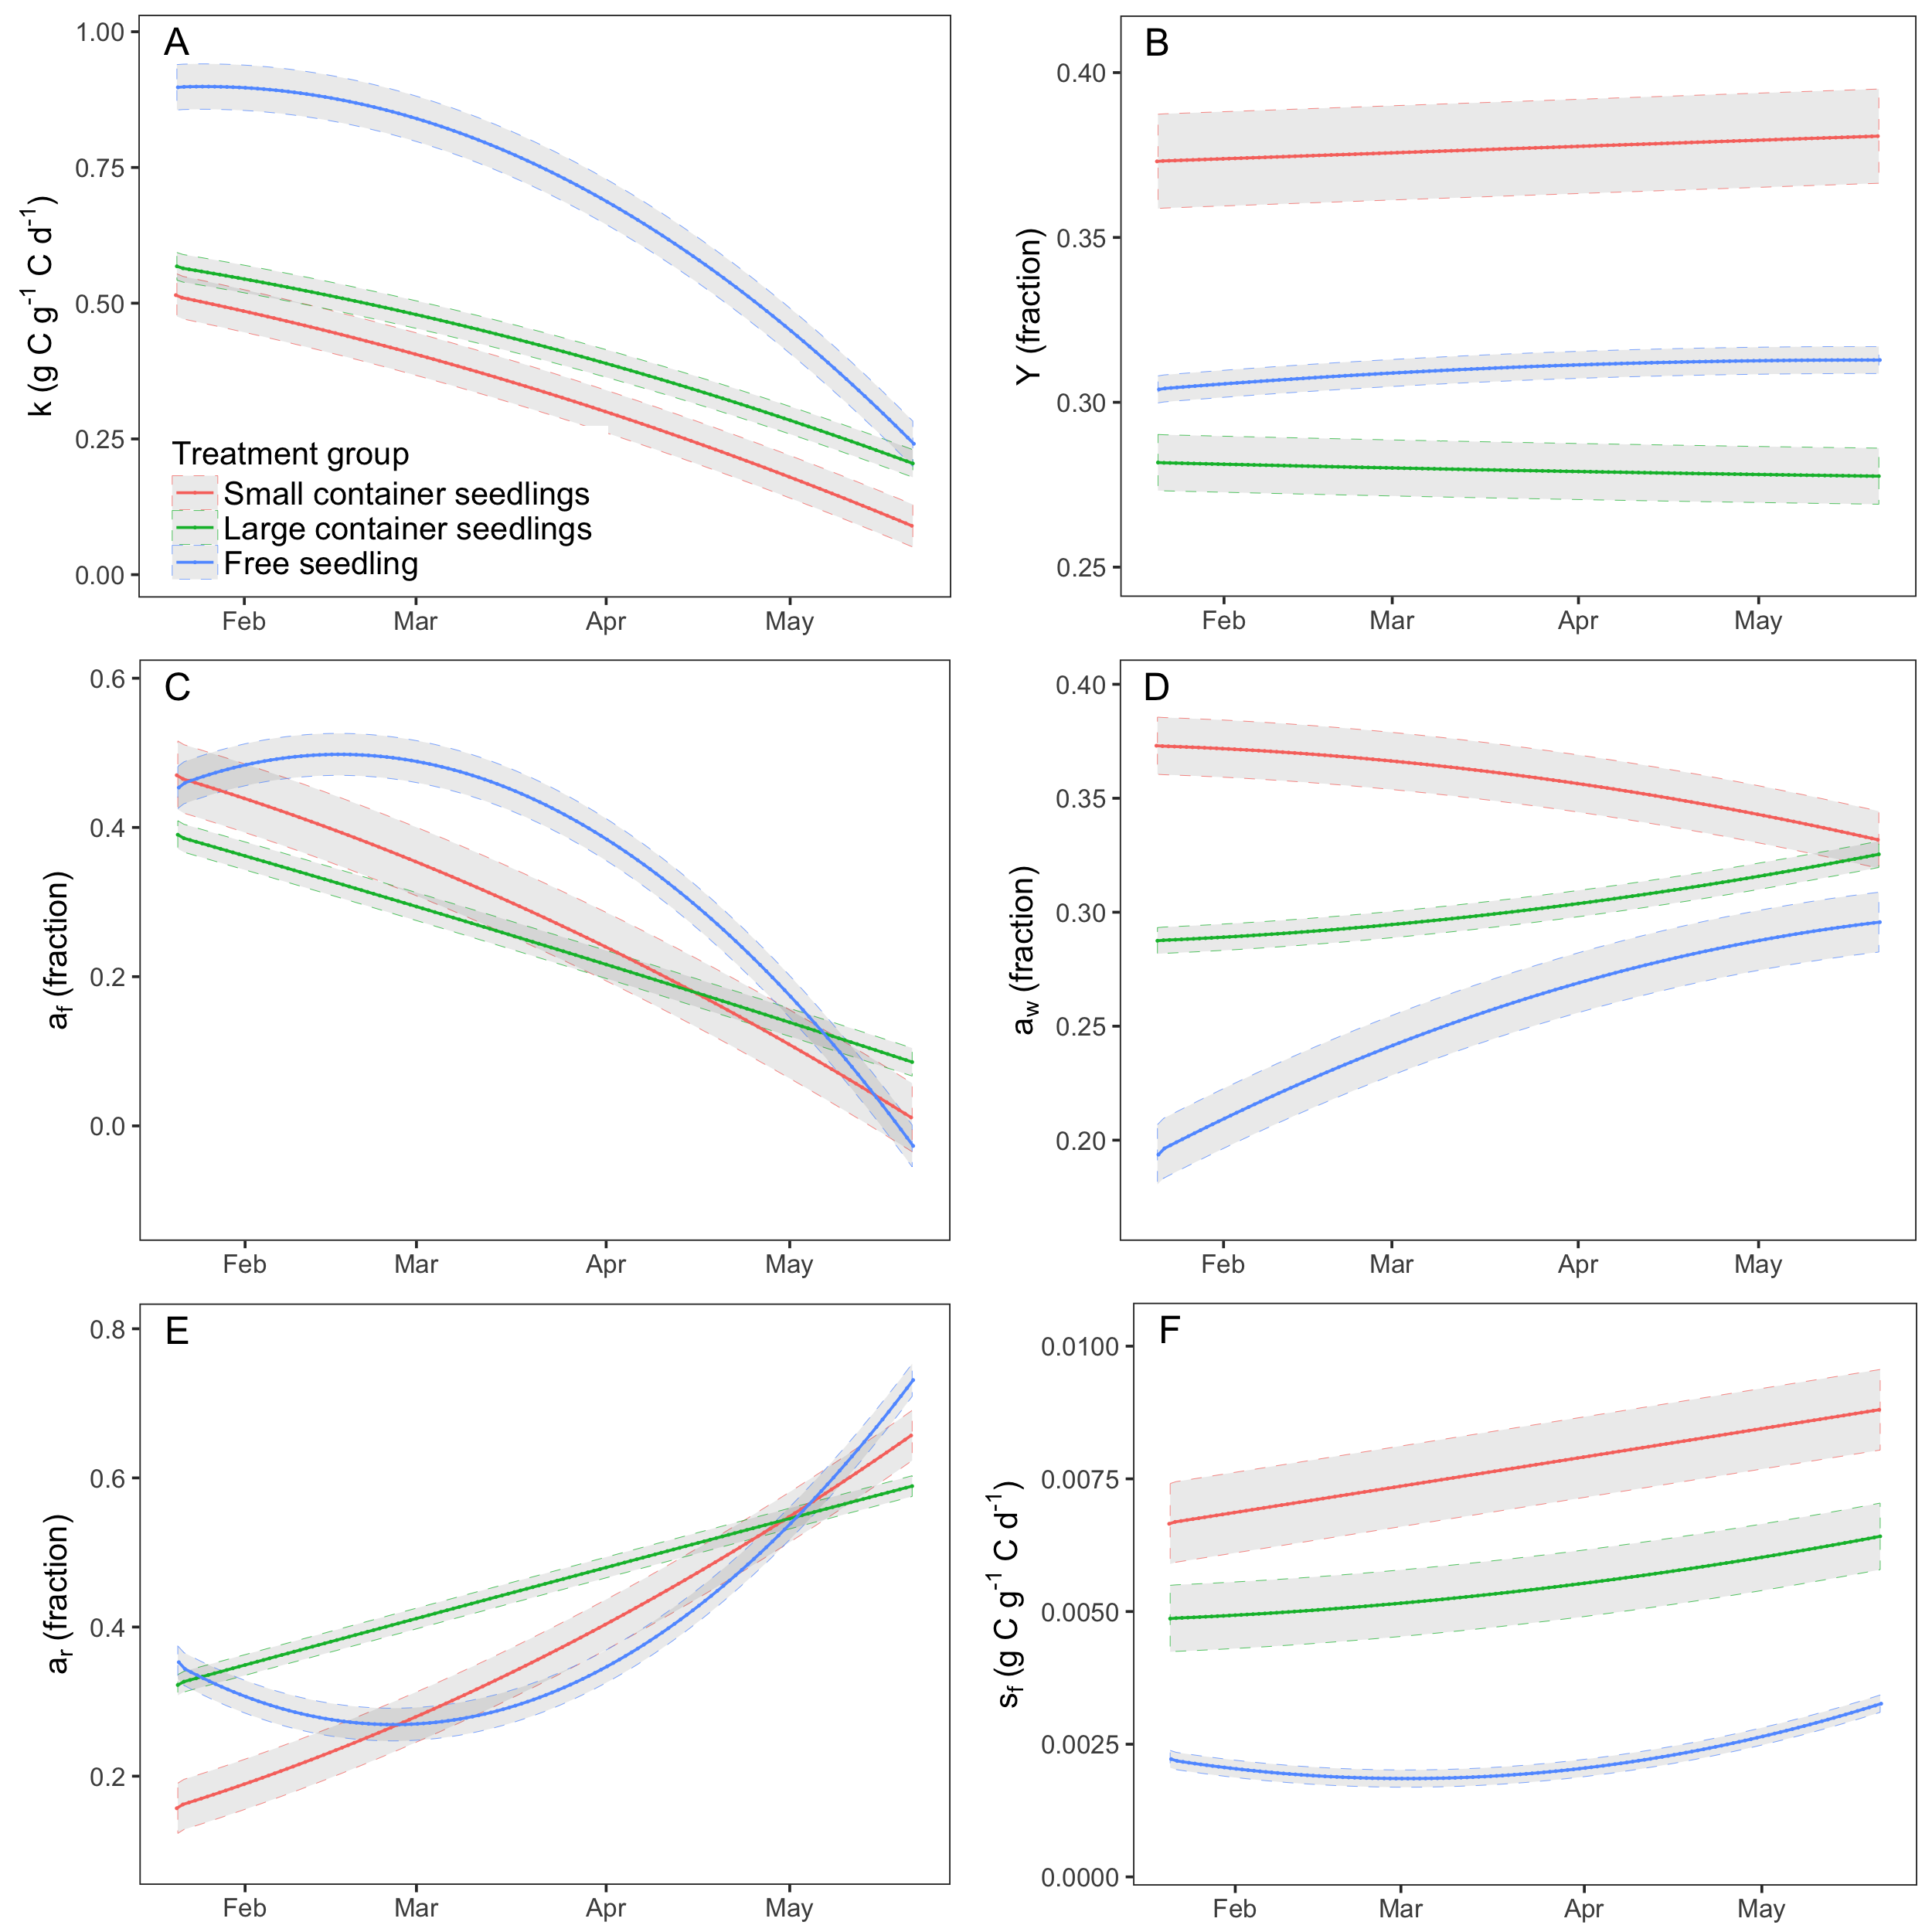 A
1.00
0.75
0.50
0.25
0.00
k (g C g⁻¹ C d⁻¹)
Treatment group
Small container seedlings
Large container seedlings
Free seedling
Feb Mar Apr May
B
0.40
0.35
0.30
0.25
Y (fraction)
Feb Mar Apr May
C
0.6
0.4
0.2
0.0
a_f (fraction)
Feb Mar Apr May
D
0.40
0.35
0.30
0.25
0.20
a_w (fraction)
Feb Mar Apr May
E
0.8
0.6
0.4
0.2
a_r (fraction)
Feb Mar Apr May
F
0.0100
0.0075
0.0050
0.0025
0.0000
s_f (g C g⁻¹ C d⁻¹)
Feb Mar Apr May